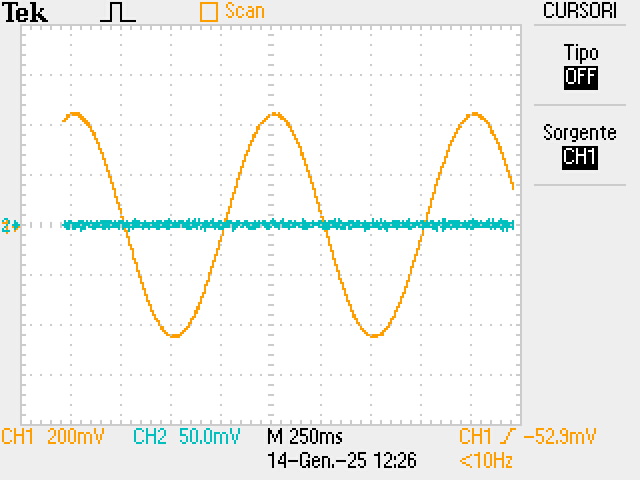 Tek Scan CURSORI
Tipo
OFF
Sorgente
CH1
2
CH1 200mV CH2 50.0mV M 250ms CH1 -52.9mV
14-Gen.-25 12:26 <10Hz